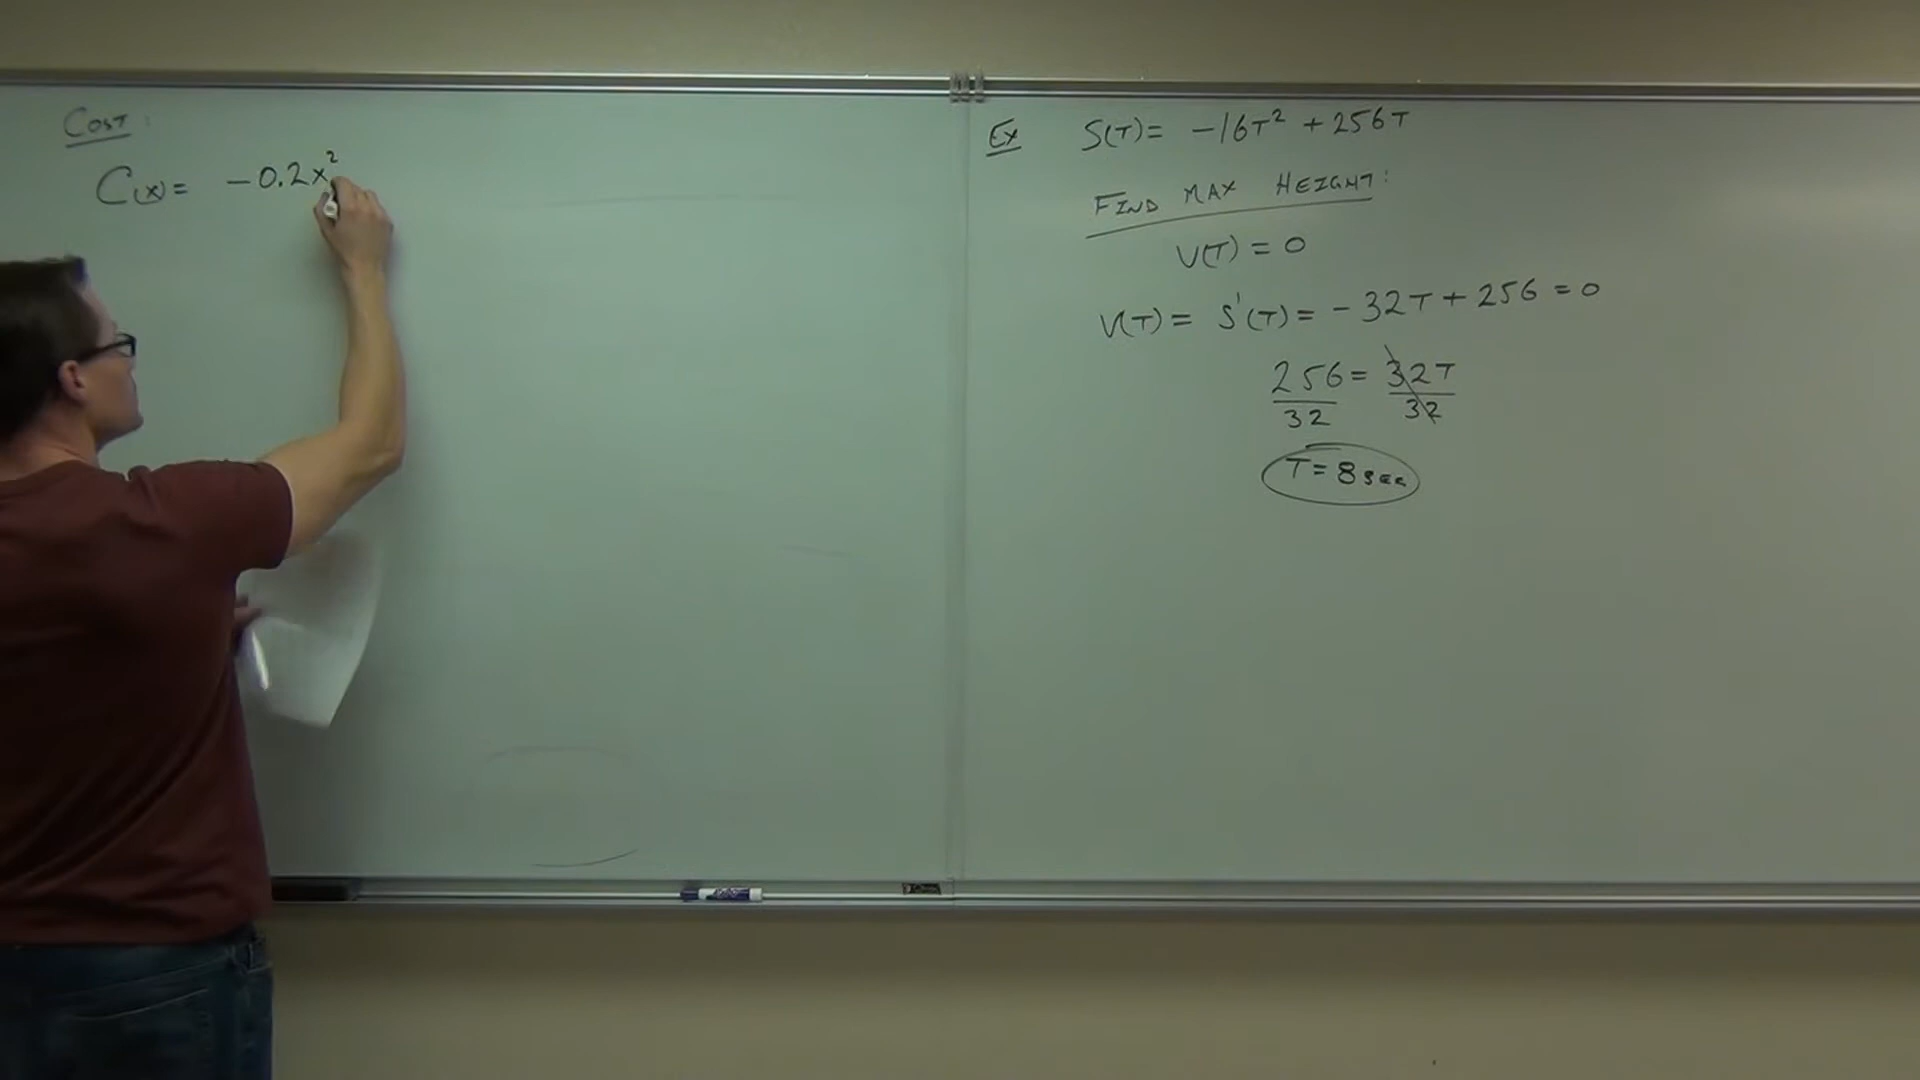 COST:
C(x) = -0.2x²
Ex S(T) = -16T² + 256T
FIND MAX HEIGHT:
V(T) = 0
V(T) = S'(T) = -32T + 256 = 0
256/32 = 32T/32
T = 8 sec